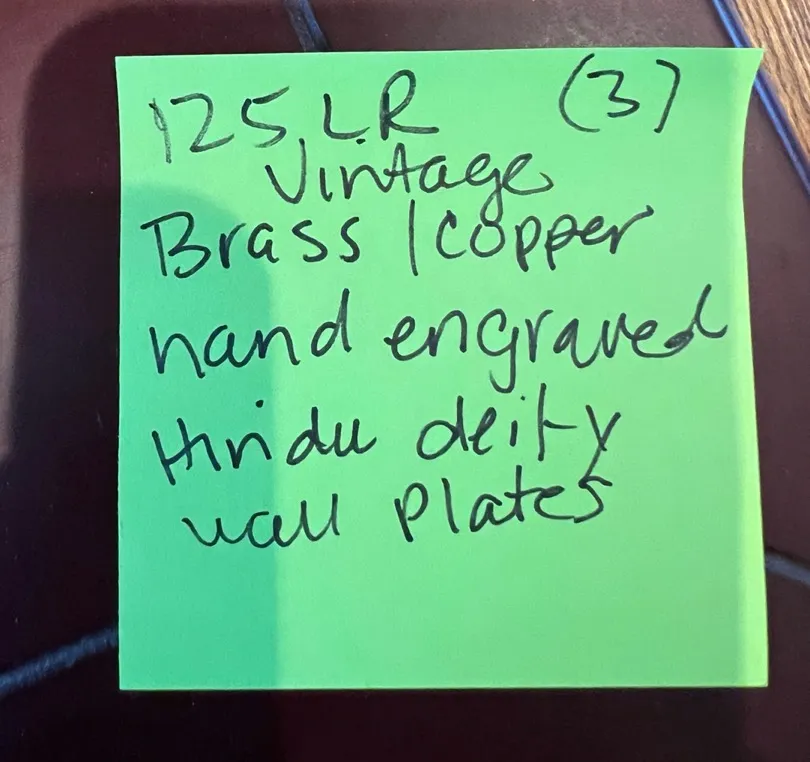 125 LR (3)
Vintage
Brass / copper
hand engraved
Hindu deity
wall plates